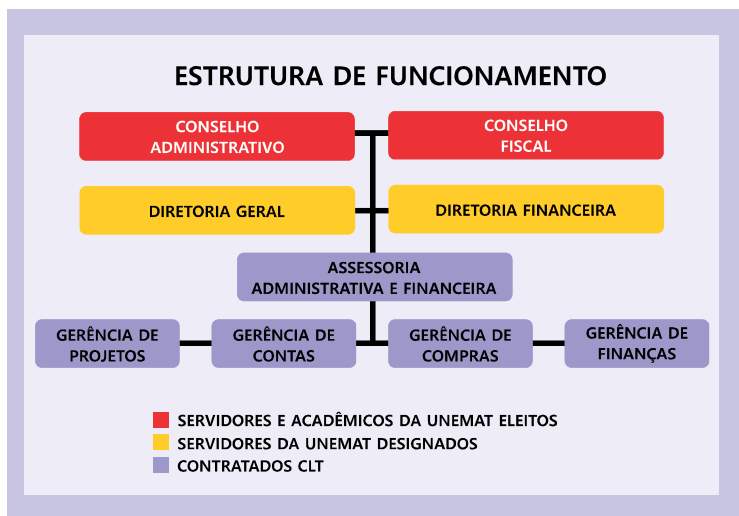 ESTRUTURA DE FUNCIONAMENTO
CONSELHO
ADMINISTRATIVO
CONSELHO
FISCAL
DIRETORIA GERAL
DIRETORIA FINANCEIRA
ASSESSORIA
ADMINISTRATIVA E FINANCEIRA
GERÊNCIA DE
PROJETOS
GERÊNCIA DE
CONTAS
GERÊNCIA DE
COMPRAS
GERÊNCIA DE
FINANÇAS
SERVIDORES E ACADÊMICOS DA UNEMAT ELEITOS
SERVIDORES DA UNEMAT DESIGNADOS
CONTRATADOS CLT